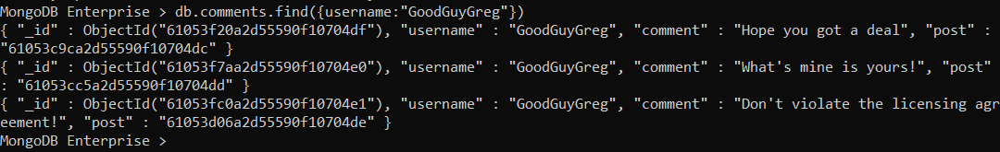 MongoDB Enterprise > db.comments.find({username:"GoodGuyGreg"})
{ "_id" : ObjectId("61053f20a2d55590f10704df"), "username" : "GoodGuyGreg", "comment" : "Hope you got a deal", "post" :
"61053c9ca2d55590f10704dc" }
{ "_id" : ObjectId("61053f7aa2d55590f10704e0"), "username" : "GoodGuyGreg", "comment" : "What's mine is yours!", "post"
: "61053cc5a2d55590f10704dd" }
{ "_id" : ObjectId("61053fc0a2d55590f10704e1"), "username" : "GoodGuyGreg", "comment" : "Don't violate the licensing agr
eement!", "post" : "61053d06a2d55590f10704de" }
MongoDB Enterprise >